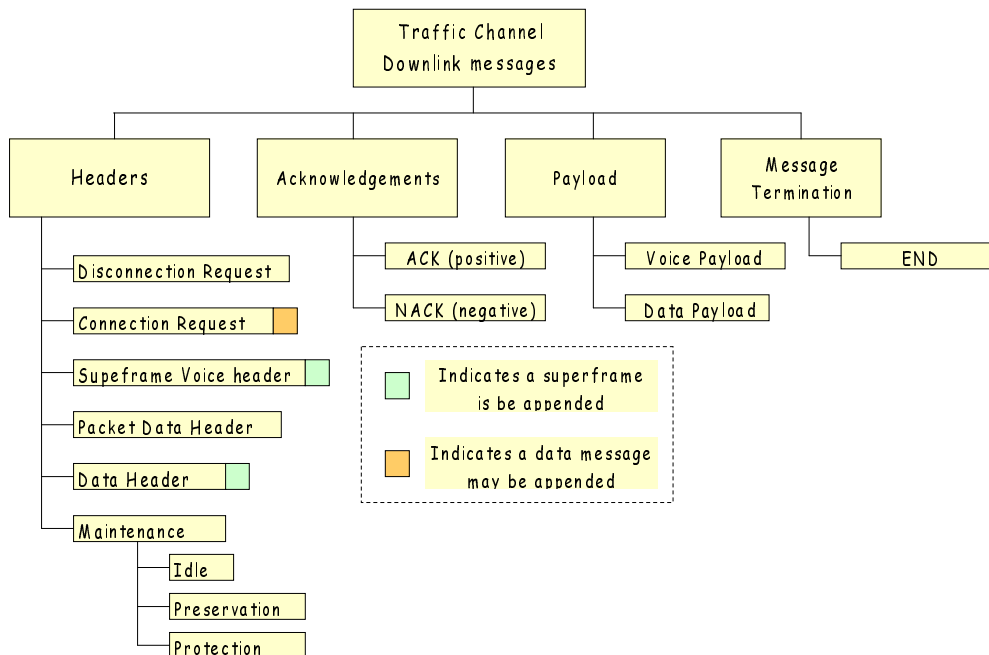 Traffic Channel
Downlink messages
Headers
Acknowledgements
Payload
Message
Termination
Disconnection Request
Connection Request
Supeframe Voice header
Packet Data Header
Data Header
Maintenance
Idle
Preservation
Protection
ACK (positive)
NACK (negative)
Voice Payload
Data Payload
END
Indicates a superframe
is be appended
Indicates a data message
may be appended